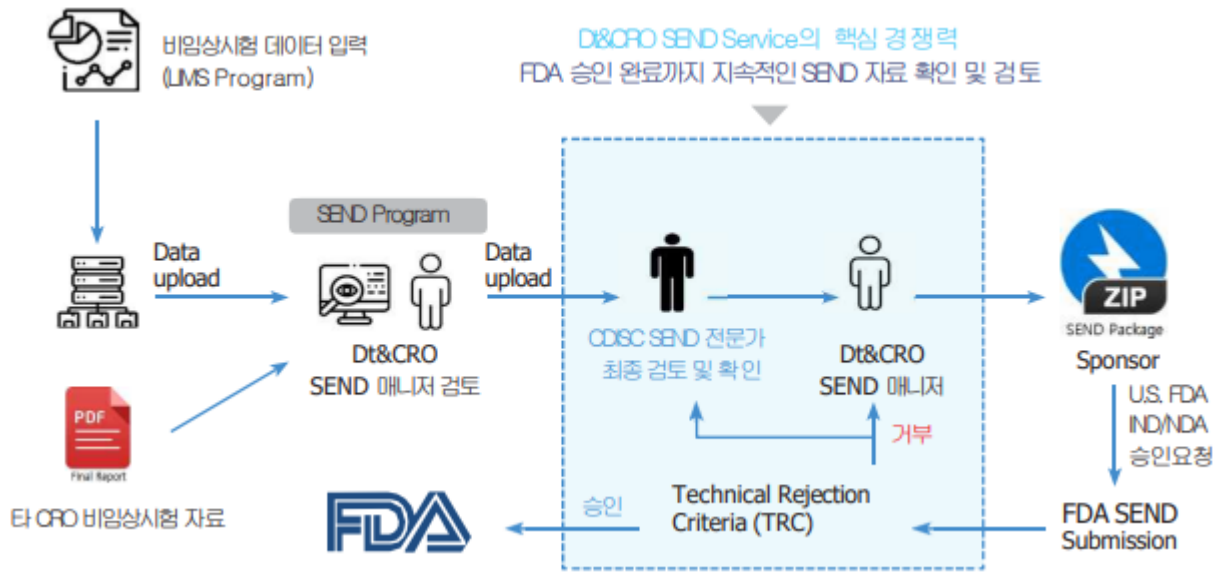 비임상시험 데이터 입력
(LIMS Program)
Dt&CRO SEND Service의 핵심 경쟁력
FDA 승인 완료까지 지속적인 SEND 자료 확인 및 검토
SEND Program
Data
upload
Data
upload
Dt&CRO
SEND 매니저 검토
CDISC SEND 전문가
최종 검토 및 확인
Dt&CRO
SEND 매니저
ZIP
SEND Package
Sponsor
PDF
Final Report
타 CRO 비임상시험 자료
거부
U.S. FDA
IND/NDA
승인요청
FDA
승인
Technical Rejection
Criteria (TRC)
FDA SEND
Submission